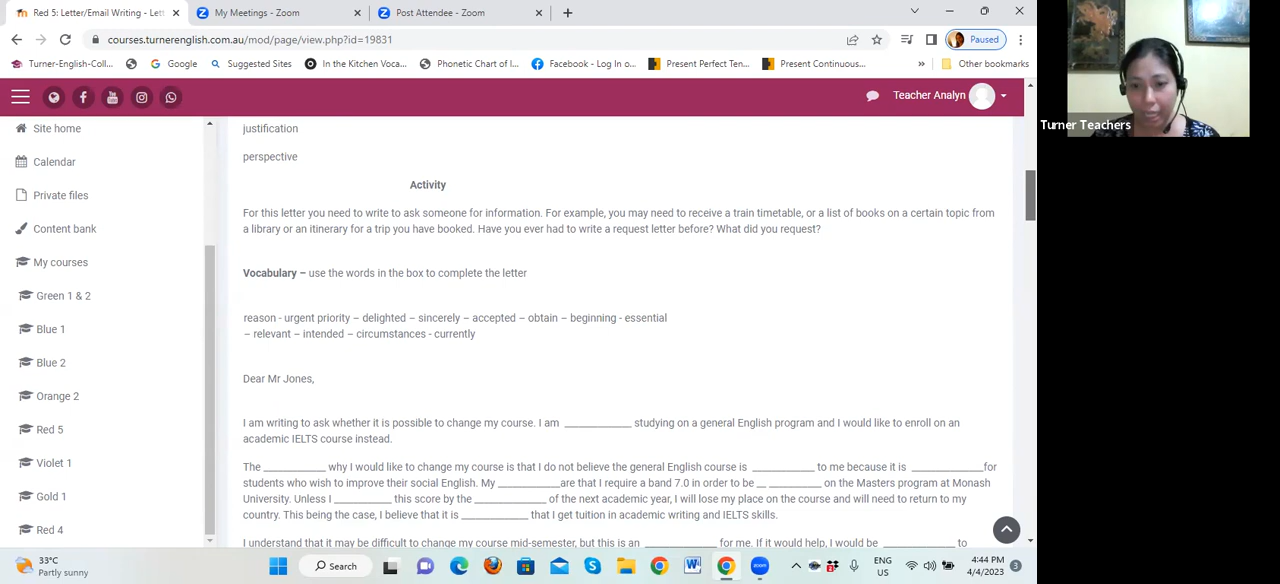 Red 5: Letter/Email Writing - Lett
My Meetings - Zoom
Post Attendee - Zoom
courses.turnerenglish.com.au/mod/page/view.php?id=19831
Paused
Turner-English-Coll...
Google
Suggested Sites
In the Kitchen Voca...
Phonetic Chart of I...
Facebook - Log In o...
Present Perfect Ten...
Present Continuous...
»
Other bookmarks
Teacher Analyn
Turner Teachers
Site home
Calendar
Private files
Content bank
My courses
Green 1 & 2
Blue 1
Blue 2
Orange 2
Red 5
Violet 1
Gold 1
Red 4
justification
perspective
Activity
For this letter you need to write to ask someone for information. For example, you may need to receive a train timetable, or a list of books on a certain topic from
a library or an itinerary for a trip you have booked. Have you ever had to write a request letter before? What did you request?
Vocabulary – use the words in the box to complete the letter
reason - urgent priority – delighted – sincerely – accepted – obtain – beginning - essential
– relevant – intended – circumstances - currently
Dear Mr Jones,
I am writing to ask whether it is possible to change my course. I am ____________ studying on a general English program and I would like to enroll on an
academic IELTS course instead.
The ___________ why I would like to change my course is that I do not believe the general English course is ___________ to me because it is _____________for
students who wish to improve their social English. My ___________are that I require a band 7.0 in order to be __ __________ on the Masters program at Monash
University. Unless I __________ this score by the _____________ of the next academic year, I will lose my place on the course and will need to return to my
country. This being the case, I believe that it is ____________ that I get tuition in academic writing and IELTS skills.
I understand that it may be difficult to change my course mid-semester, but this is an _____________ for me. If it would help, I would be _____________ to
33°C
Partly sunny
Search
ENG
US
4:44 PM
4/4/2023
3